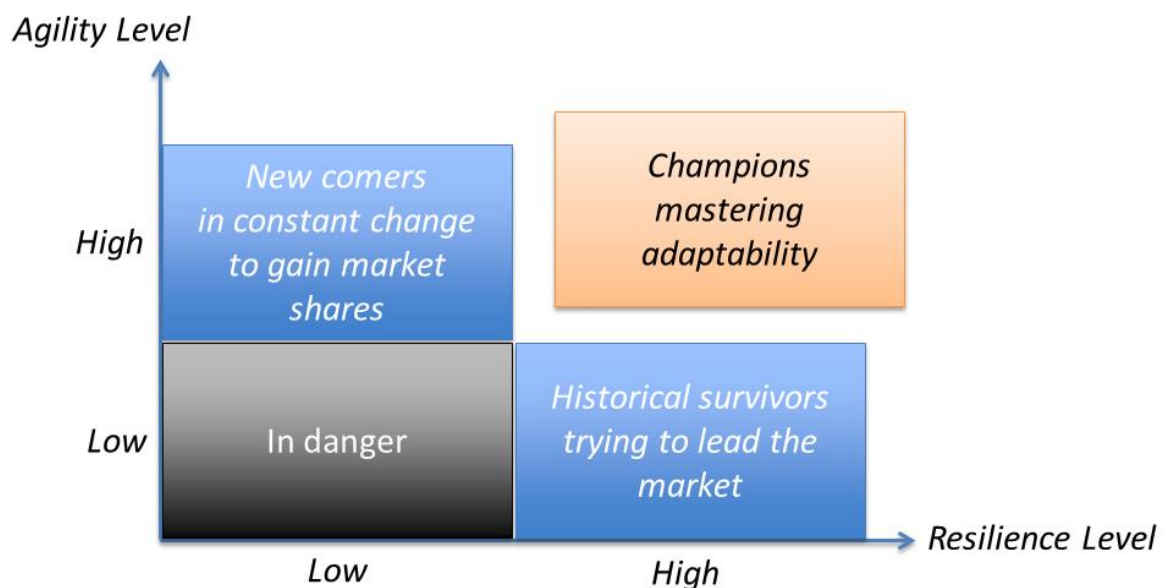 Agility Level
New comers
in constant change
to gain market
shares
Champions
mastering
adaptability
High
In danger
Historical survivors
trying to lead the
market
Low
Resilience Level
Low
High